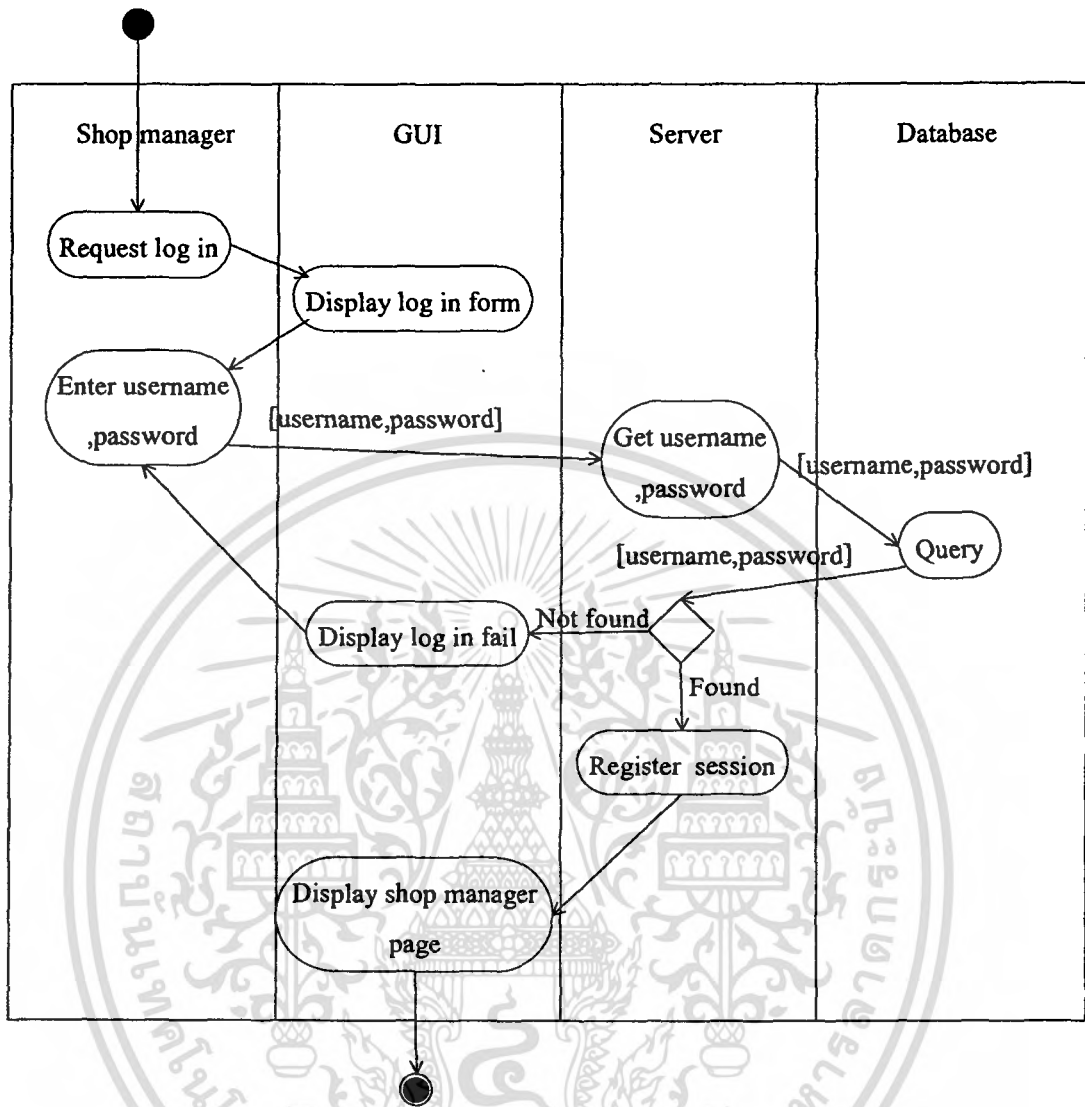 Shop manager
GUI
Server
Database
Request log in
Display log in form
Enter username
,password
[username,password]
Get username
,password
[username,password]
Query
[username,password]
Not found
Display log in fail
Found
Register session
Display shop manager
page